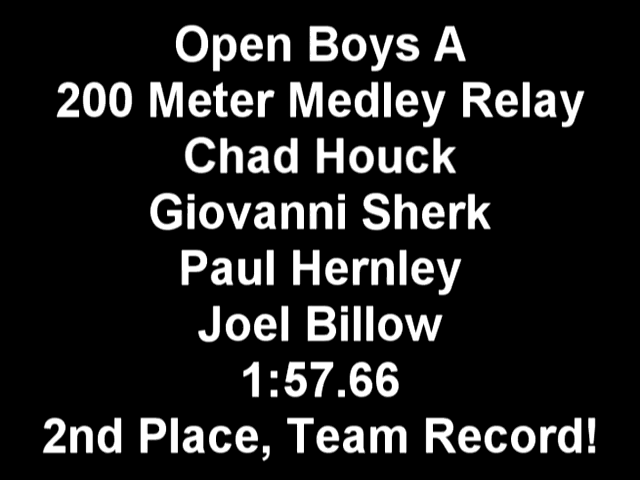 Open Boys A
200 Meter Medley Relay
Chad Houck
Giovanni Sherk
Paul Hernley
Joel Billow
1:57.66
2nd Place, Team Record!